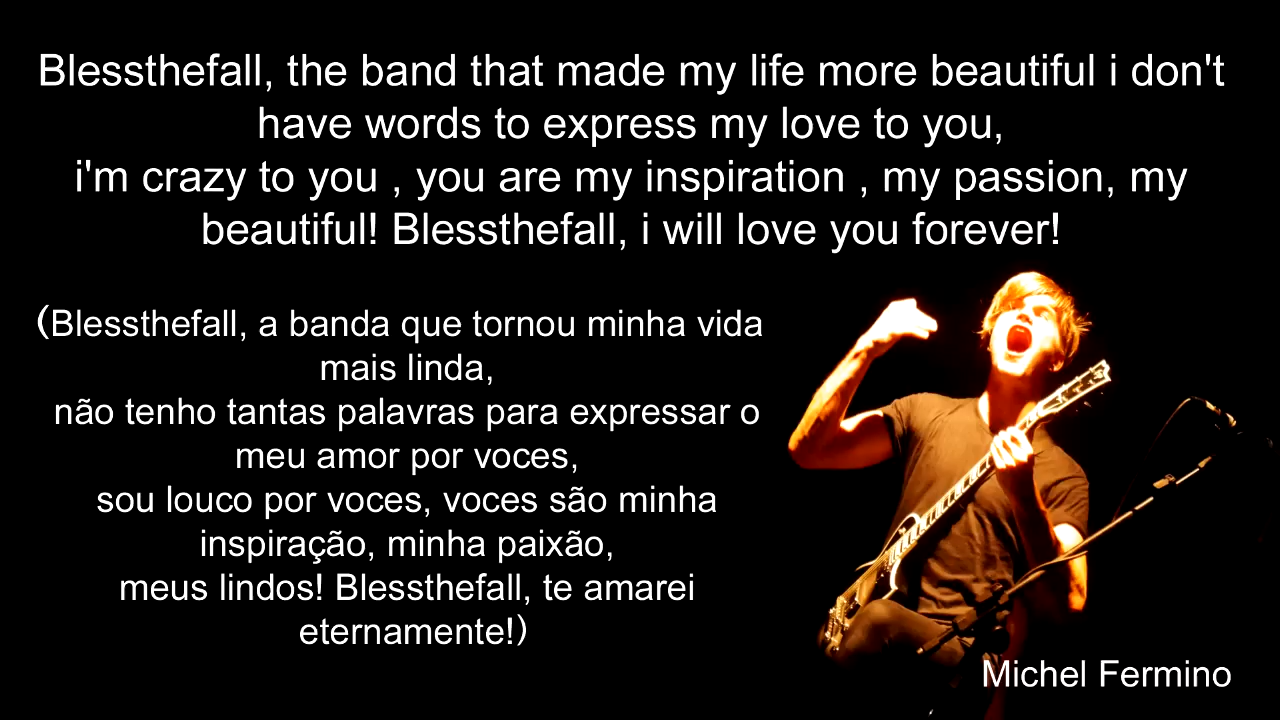 Blessthefall, the band that made my life more beautiful i don't
have words to express my love to you,
i'm crazy to you , you are my inspiration , my passion, my
beautiful! Blessthefall, i will love you forever!
(Blessthefall, a banda que tornou minha vida
mais linda,
não tenho tantas palavras para expressar o
meu amor por voces,
sou louco por voces, voces são minha
inspiração, minha paixão,
meus lindos! Blessthefall, te amarei
eternamente!)
Michel Fermino